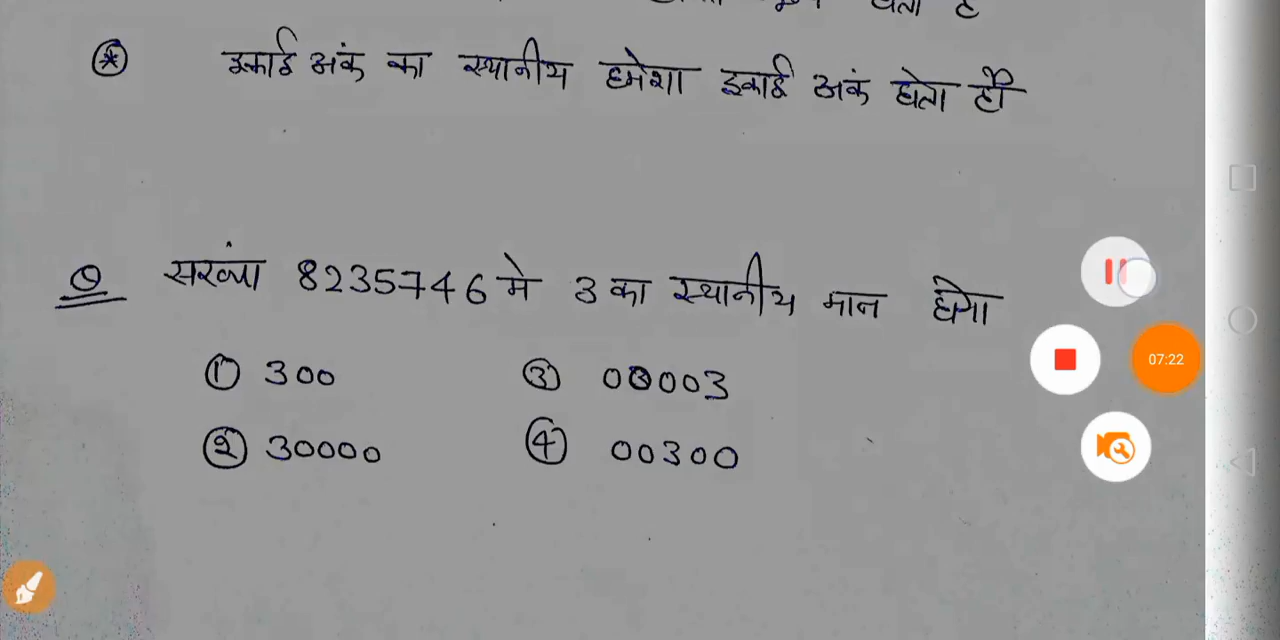 होता है
* इकाई अंक का स्थानीय हमेशा इकाई अंक होता है
Q संख्या 8235746 मे 3 का स्थानीय मान होगा
① 300 ③ 00003
② 30000 ④ 00300
07:22